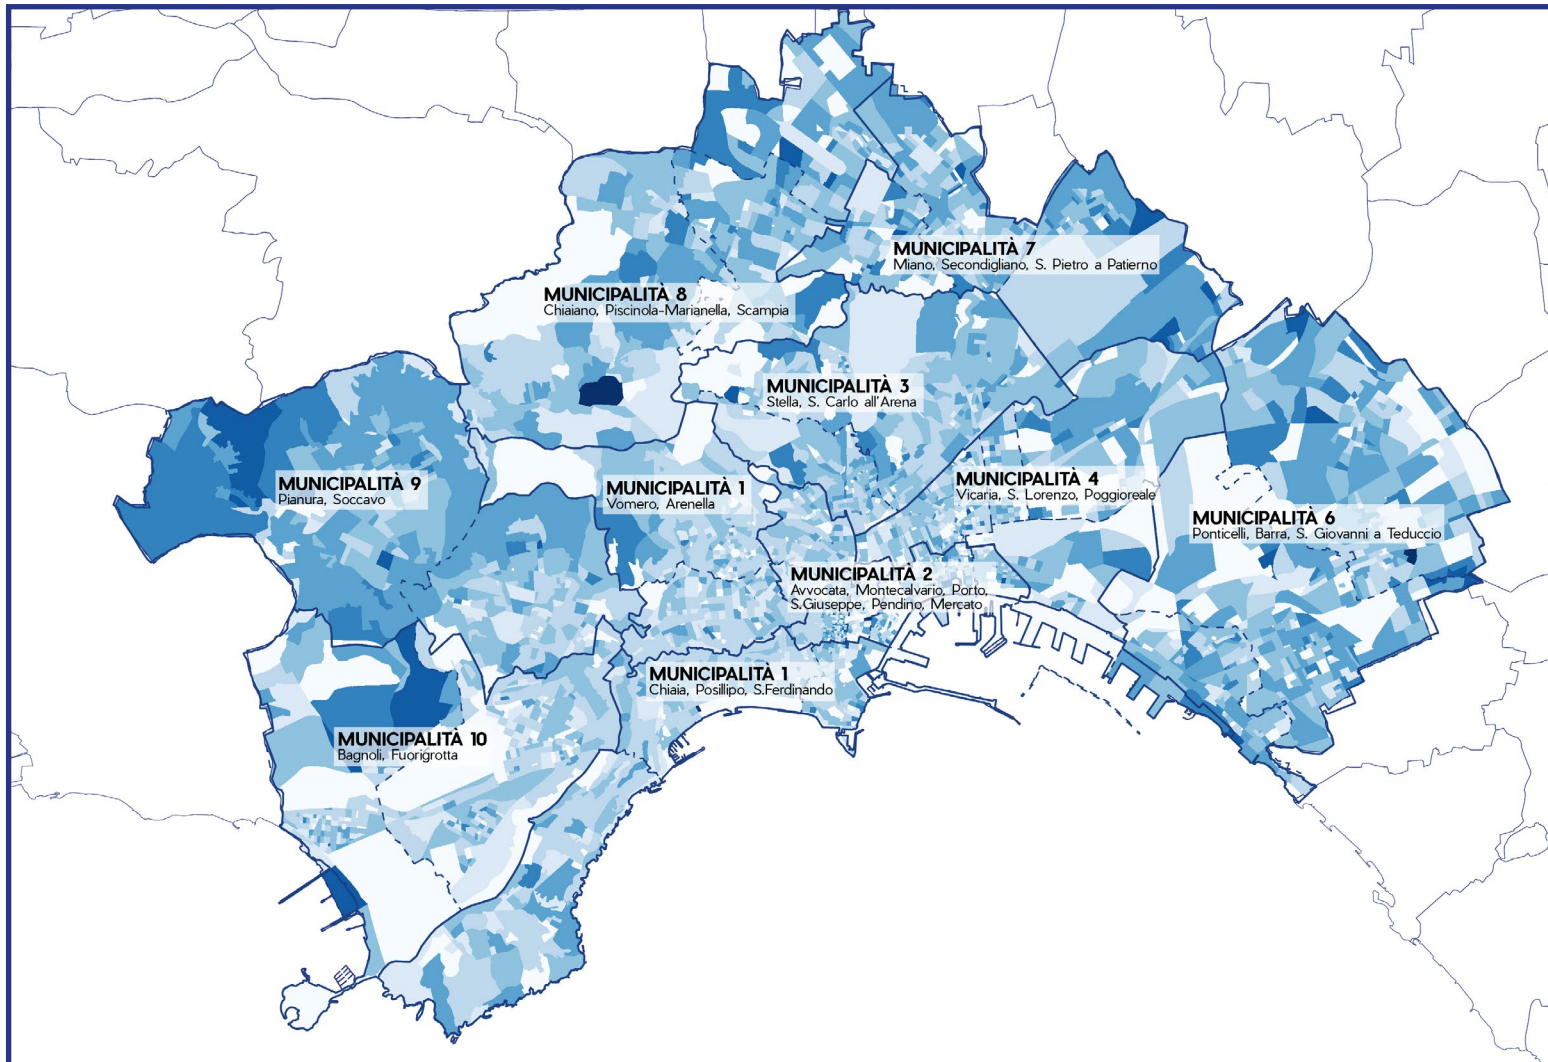 MUNICIPALITÀ 7
Miano, Secondigliano, S. Pietro a Patierno
MUNICIPALITÀ 8
Chiaiano, Piscinola-Marianella, Scampia
MUNICIPALITÀ 3
Stella, S. Carlo all'Arena
MUNICIPALITÀ 9
Pianura, Soccavo
MUNICIPALITÀ 1
Vomero, Arenella
MUNICIPALITÀ 4
Vicaria, S. Lorenzo, Poggioreale
MUNICIPALITÀ 6
Ponticelli, Barra, S. Giovanni a Teduccio
MUNICIPALITÀ 2
Avvocata, Montecalvario, Porto,
S.Giuseppe, Pendino, Mercato
MUNICIPALITÀ 1
Chiaia, Posillipo, S.Ferdinando
MUNICIPALITÀ 10
Bagnoli, Fuorigrotta